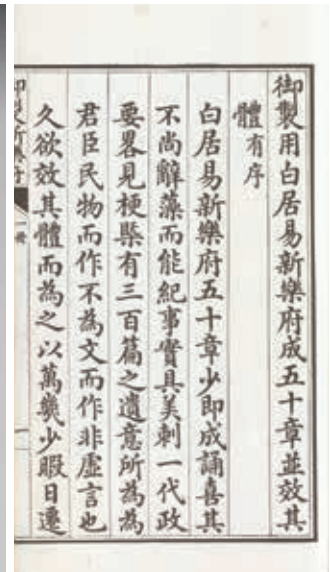 御製用白居易新樂府成五十章並效其
體有序
白居易新樂府五十章少即成誦喜其
不尚辭藻而能紀事實具美刺一代政
要畧見梗槩有三百篇之遺意所為為
君臣民物而作不為文而作非虛言也
久欲效其體而為之以萬幾少暇日遷